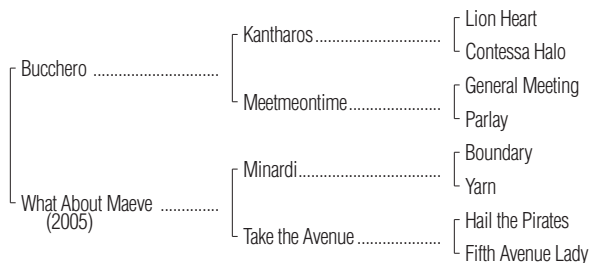 Lion Heart
Kantharos
Contessa Halo
Bucchero
General Meeting
Meetmeontime
Parlay
Boundary
Minardi
Yarn
What About Maeve
(2005)
Hail the Pirates
Take the Avenue
Fifth Avenue Lady